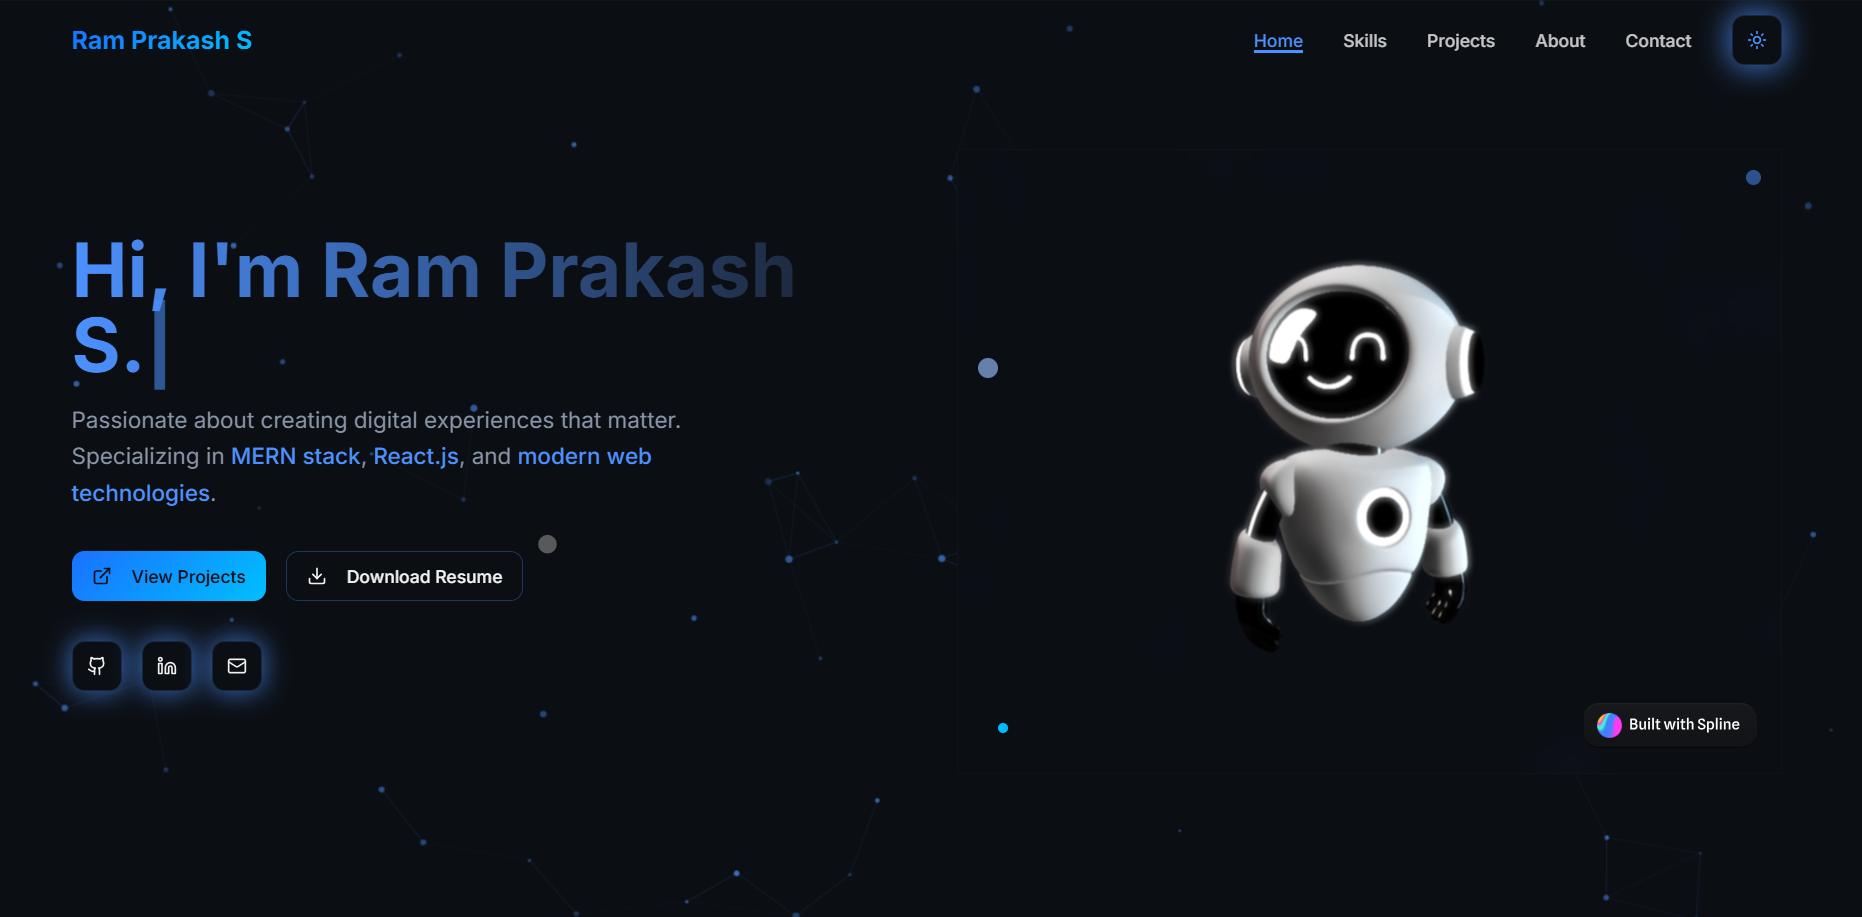 Ram Prakash S
Home
Skills
Projects
About
Contact
Hi, I'm Ram Prakash
S.
Passionate about creating digital experiences that matter.
Specializing in MERN stack, React.js, and modern web
technologies.
View Projects
Download Resume
Built with Spline